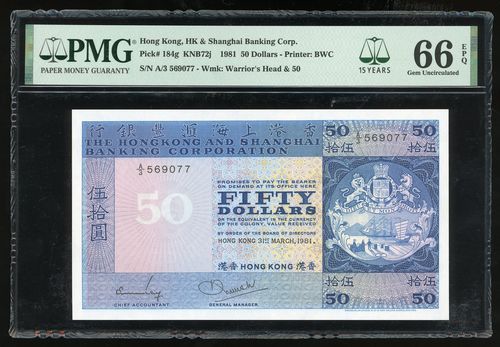 PMG
PAPER MONEY GUARANTY
Hong Kong, HK & Shanghai Banking Corp.
Pick# 184g KNB72j 1981 50 Dollars - Printer: BWC
S/N A/3 569077 - Wmk: Warrior's Head & 50
15 YEARS
66 EPQ
Gem Uncirculated
行銀豐滙海上港香
THE HONGKONG AND SHANGHAI
BANKING CORPORATION
50 50
拾伍 拾伍
A/3 569077
A/3 569077
伍拾圓
50
PROMISES TO PAY THE BEARER
ON DEMAND AT ITS OFFICE HERE
FIFTY
DOLLARS
OR THE EQUIVALENT IN THE CURRENCY
OF THE COLONY, VALUE RECEIVED
BY ORDER OF THE BOARD OF DIRECTORS
HONG KONG 31ST MARCH, 1981.
港香 HONG KONG 港香
CHIEF ACCOUNTANT
GENERAL MANAGER
拾伍 拾伍
50 50